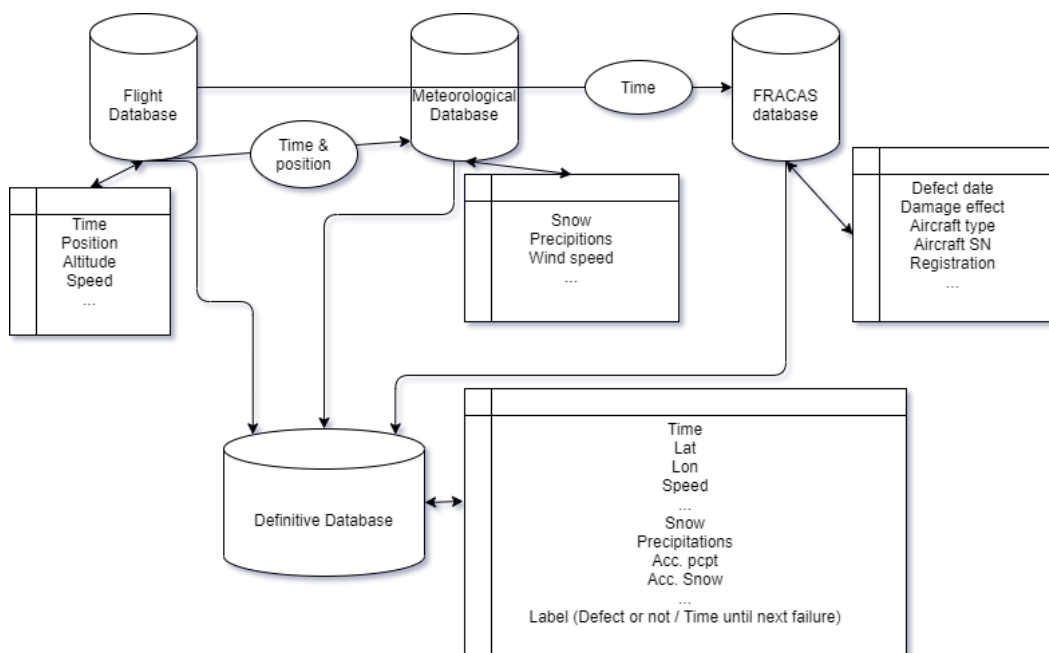 Flight
Database
Meteorological
Database
Time
FRACAS
database
Time &
position
Time
Position
Altitude
Speed
...
Snow
Precipitions
Wind speed
...
Defect date
Damage effect
Aircraft type
Aircraft SN
Registration
...
Definitive Database
Time
Lat
Lon
Speed
...
Snow
Precipitations
Acc. pcpt
Acc. Snow
...
Label (Defect or not / Time until next failure)